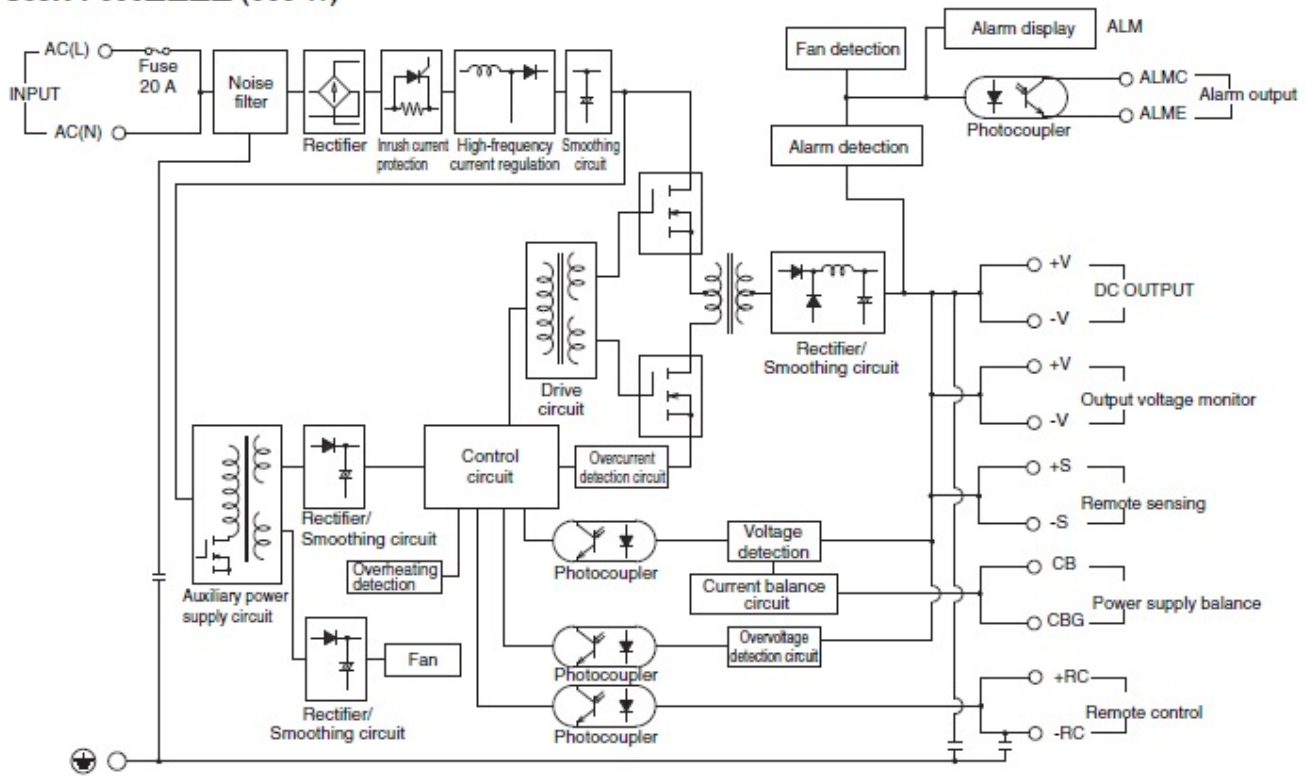 AC(L)
Fuse
20 A
INPUT
AC(N)
Noise
filter
Rectifier
Inrush current
protection
High-frequency
current regulation
Smoothing
circuit
Fan detection
Alarm display
ALM
ALMC
ALME
Alarm output
Photocoupler
Alarm detection
Drive
circuit
Rectifier/
Smoothing circuit
+V
-V
DC OUTPUT
+V
-V
Output voltage monitor
+S
-S
Remote sensing
CB
CBG
Power supply balance
+RC
-RC
Remote control
Control
circuit
Overcurrent
detection circuit
Rectifier/
Smoothing circuit
Auxiliary power
supply circuit
Overheating
detection
Photocoupler
Voltage
detection
Current balance
circuit
Rectifier/
Smoothing circuit
Fan
Photocoupler
Overvoltage
detection circuit
Photocoupler